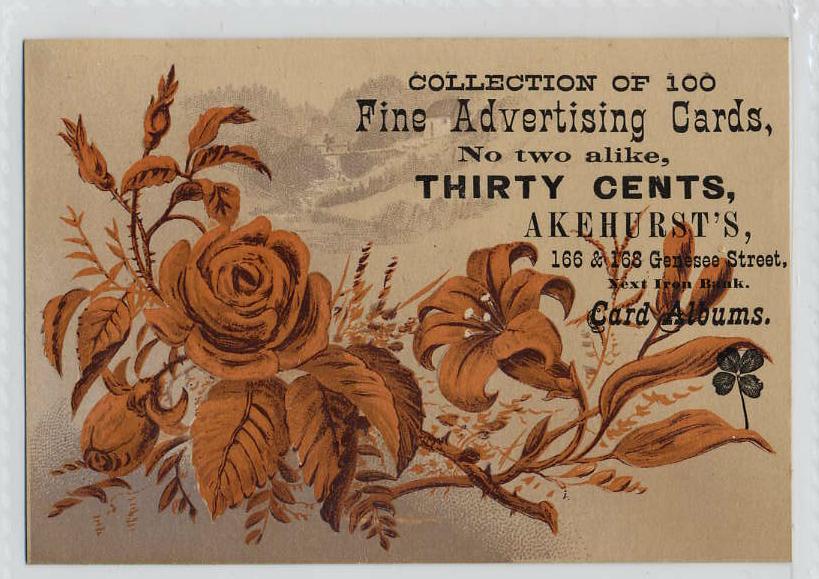 COLLECTION OF 100
Fine Advertising Cards,
No two alike,
THIRTY CENTS,
AKEHURST'S,
166 & 168 Genesee Street,
Next Iron Bank.
Card Albums.